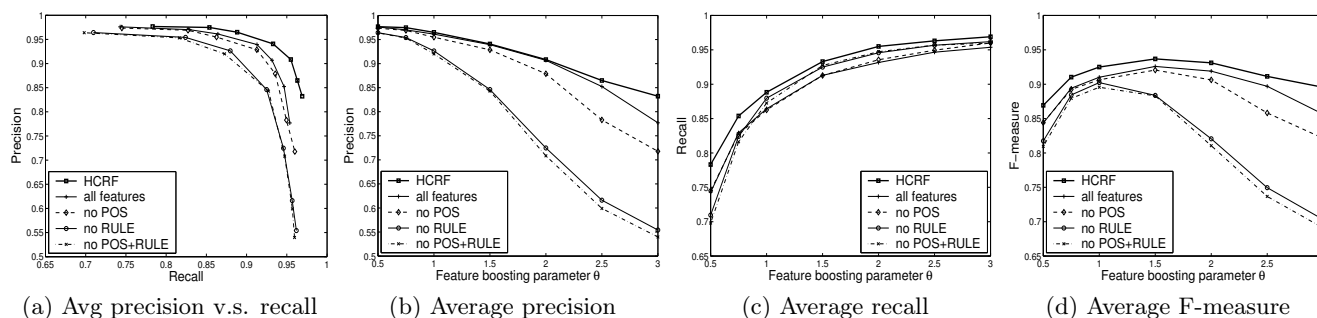 Precision
1
0.95
0.9
0.85
0.8
0.75
0.7
0.65
0.6
0.55
0.5
HCRF
all features
no POS
no RULE
no POS+RULE
0.65 0.7 0.75 0.8 0.85 0.9 0.95 1
Recall
(a) Avg precision v.s. recall
Precision
1
0.95
0.9
0.85
0.8
0.75
0.7
0.65
0.6
0.55
0.5
HCRF
all features
no POS
no RULE
no POS+RULE
0.5 1 1.5 2 2.5 3
Feature boosting parameter θ
(b) Average precision
Recall
1
0.95
0.9
0.85
0.8
0.75
0.7
0.65
HCRF
all features
no POS
no RULE
no POS+RULE
0.5 1 1.5 2 2.5 3
Feature boosting parameter θ
(c) Average recall
F-measure
1
0.95
0.9
0.85
0.8
0.75
0.7
0.65
HCRF
all features
no POS
no RULE
no POS+RULE
0.5 1 1.5 2 2.5
Feature boosting parameter θ
(d) Average F-measure